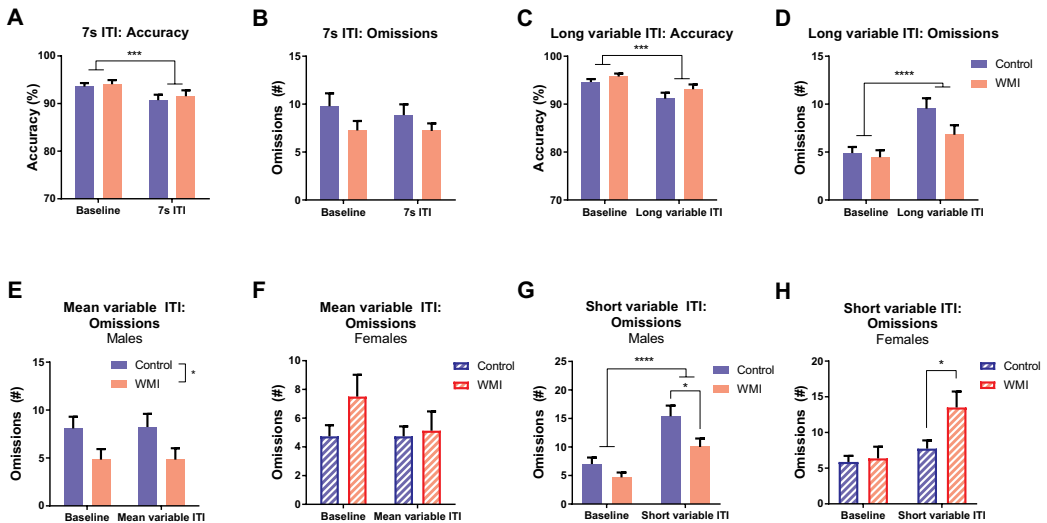 A
7s ITI: Accuracy
Accuracy (%)
100
90
80
70
***
Baseline
7s ITI
B
7s ITI: Omissions
Omissions (#)
15
10
5
0
Baseline
7s ITI
C
Long variable ITI: Accuracy
Accuracy (%)
100
90
80
70
***
Baseline
Long variable ITI
D
Long variable ITI: Omissions
Omissions (#)
15
10
5
0
****
Control
WMI
Baseline
Long variable ITI
E
Mean variable ITI:
Omissions
Males
Omissions (#)
15
10
5
0
Control
WMI
*
Baseline
Mean variable ITI
F
Mean variable ITI:
Omissions
Females
Omissions (#)
8
6
4
2
0
Control
WMI
Baseline
Mean variable ITI
G
Short variable ITI:
Omissions
Males
Omissions (#)
25
20
15
10
5
0
****
*
Control
WMI
Baseline
Short variable ITI
H
Short variable ITI:
Omissions
Females
Omissions (#)
20
15
10
5
0
*
Control
WMI
Baseline
Short variable ITI